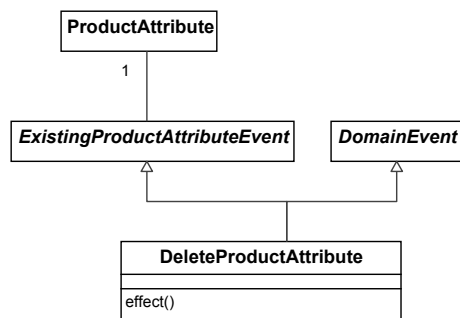 ProductAttribute
1
ExistingProductAttributeEvent
DomainEvent
DeleteProductAttribute
effect()